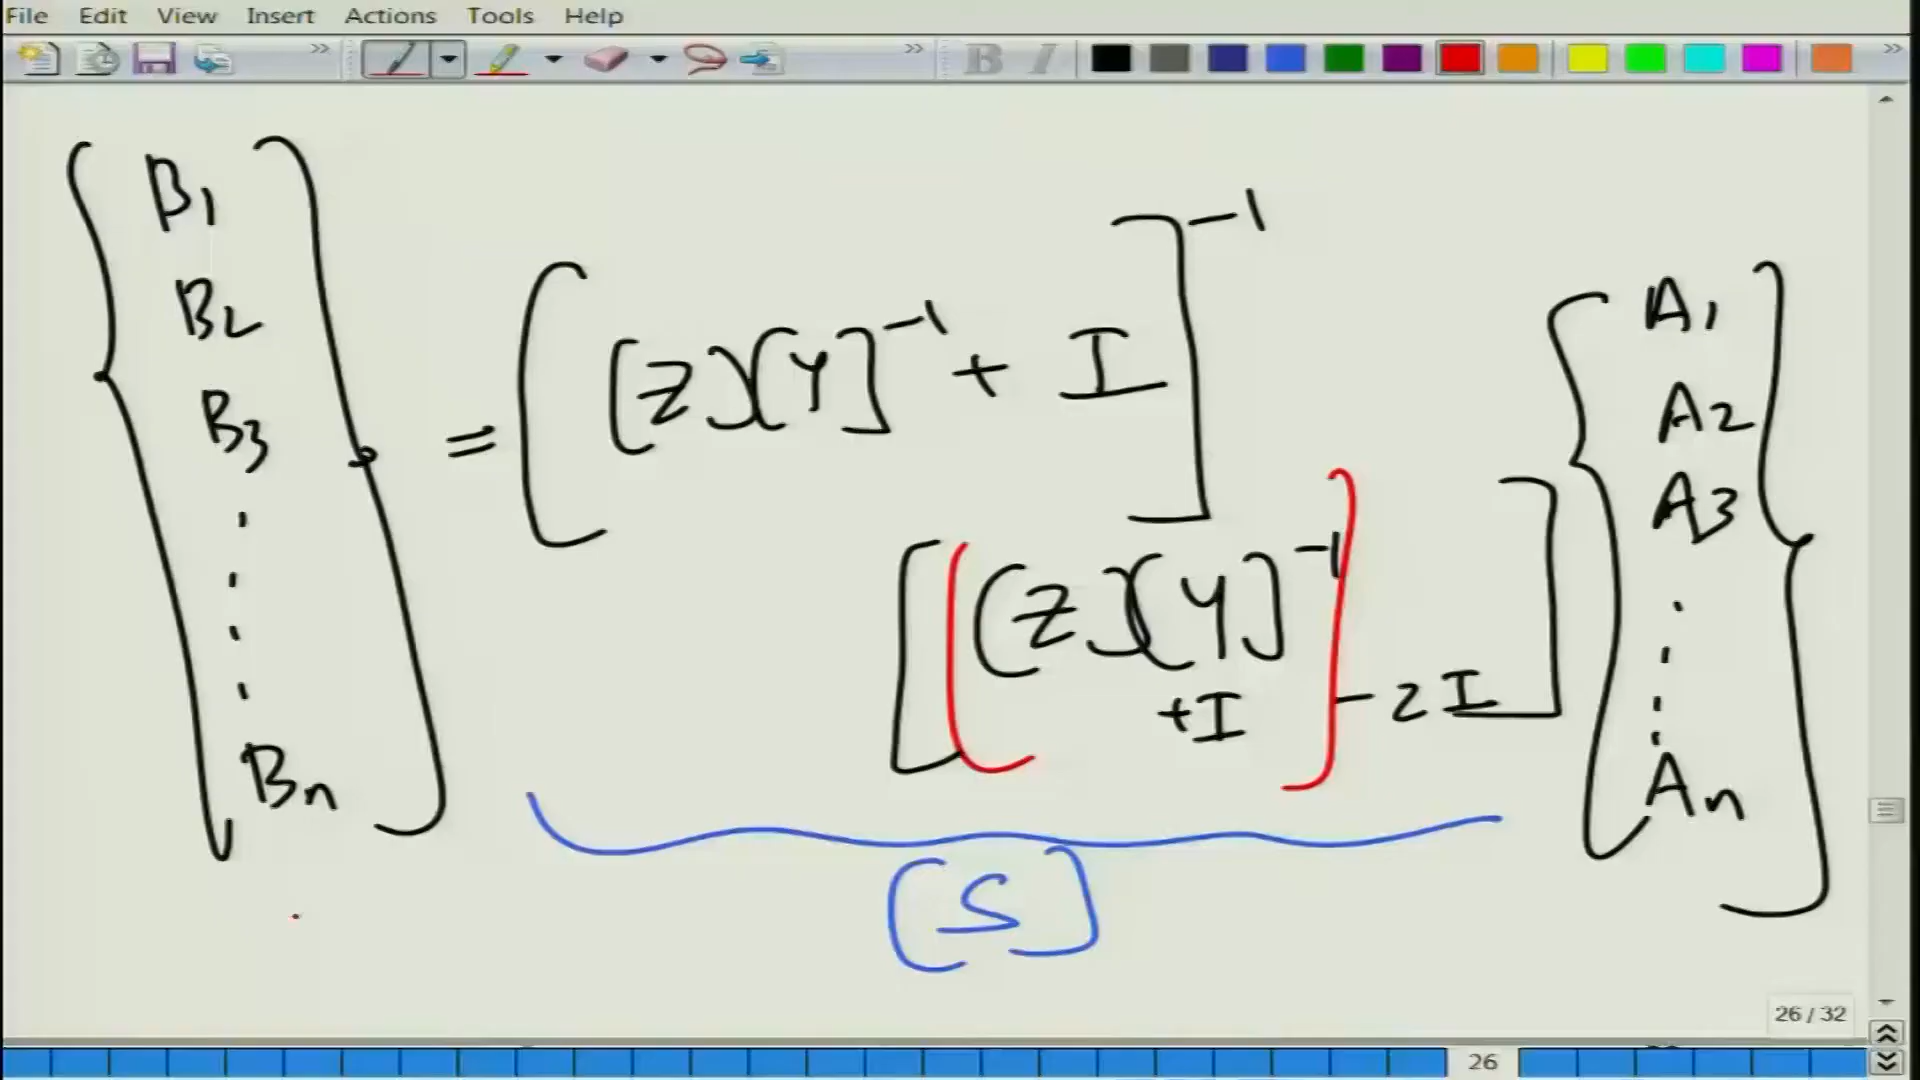 File Edit View Insert Actions Tools Help
B I
B1
B2
B3
Bn
= [[Z][Y]^-1 + I]^-1
[[[Z][Y]^-1 + I] - 2I]
A1
A2
A3
An
[S]
26 / 32
26